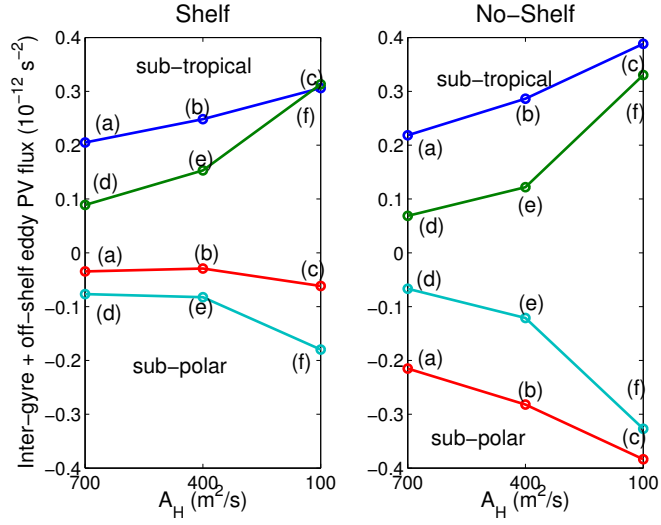 Shelf
No−Shelf
Inter−gyre + off−shelf eddy PV flux (10⁻¹² s⁻²)
0.4
0.3
0.2
0.1
0
−0.1
−0.2
−0.3
−0.4
sub−tropical
(a)
(b)
(c)
(d)
(e)
(f)
(a)
(b)
(c)
(d)
(e)
(f)
sub−polar
700
400
100
A_H (m²/s)
0.4
0.3
0.2
0.1
0
−0.1
−0.2
−0.3
−0.4
sub−tropical
(a)
(b)
(c)
(d)
(e)
(f)
(d)
(e)
(f)
(a)
(b)
(c)
sub−polar
700
400
100
A_H (m²/s)